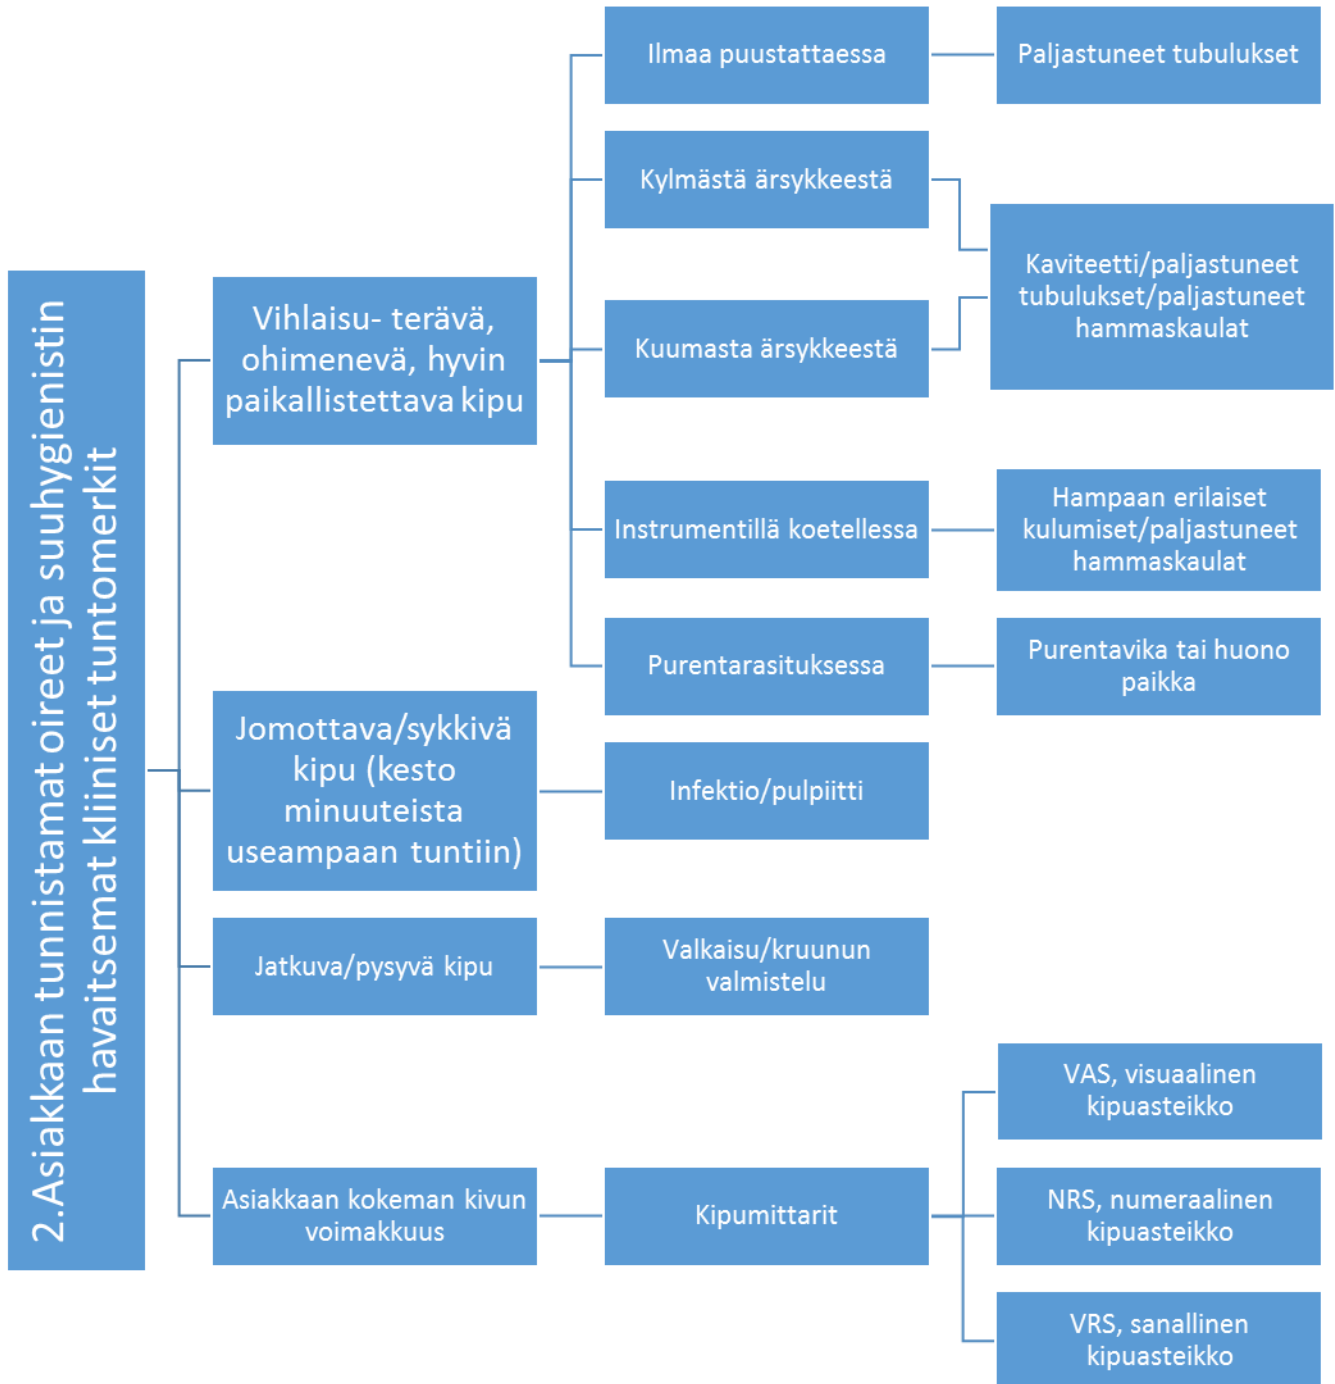 2.Asiakkaan tunnistamat oireet ja suuhygienistin
havaitsemat kliiniset tuntomerkit
Vihlaisu- terävä,
ohimenevä, hyvin
paikallistettava kipu
Ilmaa puustattaessa
Paljastuneet tubulukset
Kylmästä ärsykkeestä
Kuumasta ärsykkeestä
Kaviteetti/paljastuneet
tubulukset/paljastuneet
hammaskaulat
Instrumentillä koetellessa
Hampaan erilaiset
kulumiset/paljastuneet
hammaskaulat
Purentarasituksessa
Purentavika tai huono
paikka
Jomottava/sykkivä
kipu (kesto
minuuteista
useampaan tuntiin)
Infektio/pulpiitti
Jatkuva/pysyvä kipu
Valkaisu/kruunun
valmistelu
Asiakkaan kokeman kivun
voimakkuus
Kipumittarit
VAS, visuaalinen
kipuasteikko
NRS, numeraalinen
kipuasteikko
VRS, sanallinen
kipuasteikko